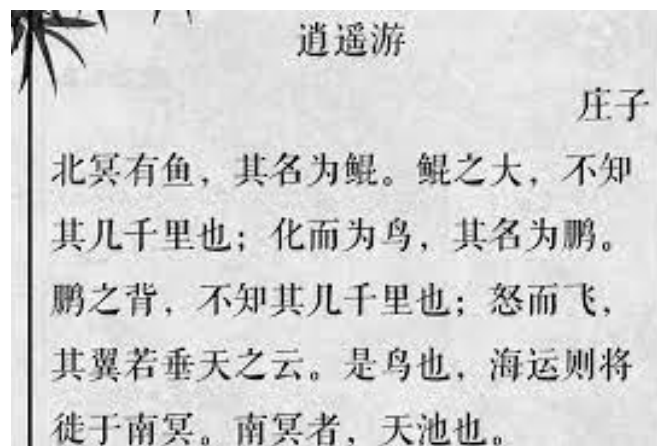 逍遥游
庄子
北冥有鱼，其名为鲲。鲲之大，不知
其几千里也；化而为鸟，其名为鹏。
鹏之背，不知其几千里也；怒而飞，
其翼若垂天之云。是鸟也，海运则将
徙于南冥。南冥者，天池也。